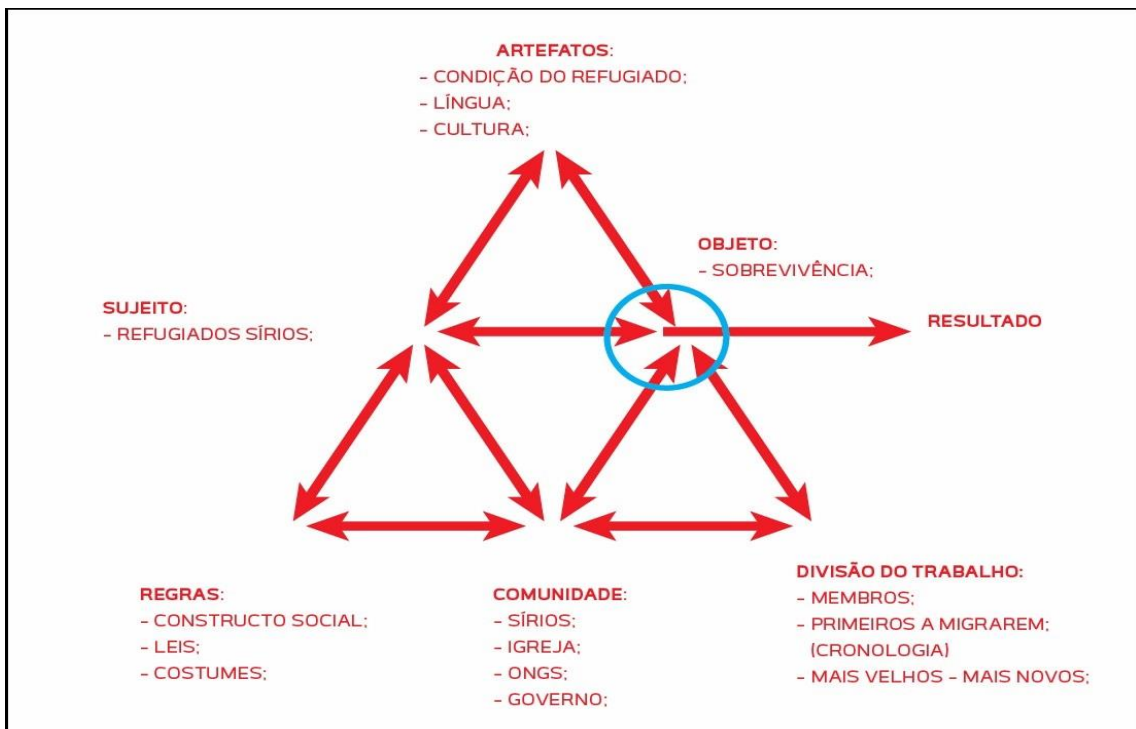 ARTEFATOS:
- CONDIÇÃO DO REFUGIADO;
- LÍNGUA;
- CULTURA;
OBJETO:
- SOBREVIVÊNCIA;
SUJEITO:
- REFUGIADOS SÍRIOS;
RESULTADO
REGRAS:
- CONSTRUCTO SOCIAL;
- LEIS;
- COSTUMES;
COMUNIDADE:
- SÍRIOS;
- IGREJA;
- ONGS;
- GOVERNO;
DIVISÃO DO TRABALHO:
- MEMBROS;
- PRIMEIROS A MIGRAREM;
(CRONOLOGIA)
- MAIS VELHOS - MAIS NOVOS;